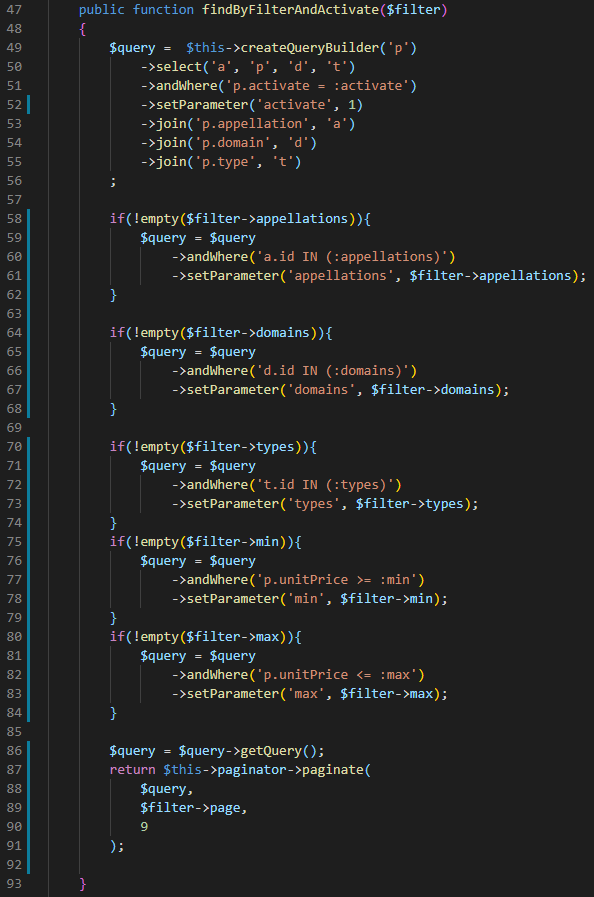 47 public function findByFilterAndActivate($filter)
48 {
49 $query =  $this->createQueryBuilder('p')
50 ->select('a', 'p', 'd', 't')
51 ->andWhere('p.activate = :activate')
52 ->setParameter('activate', 1)
53 ->join('p.appellation', 'a')
54 ->join('p.domain', 'd')
55 ->join('p.type', 't')
56 ;
57
58 if(!empty($filter->appellations)){
59 $query = $query
60 ->andWhere('a.id IN (:appellations)')
61 ->setParameter('appellations', $filter->appellations);
62 }
63
64 if(!empty($filter->domains)){
65 $query = $query
66 ->andWhere('d.id IN (:domains)')
67 ->setParameter('domains', $filter->domains);
68 }
69
70 if(!empty($filter->types)){
71 $query = $query
72 ->andWhere('t.id IN (:types)')
73 ->setParameter('types', $filter->types);
74 }
75 if(!empty($filter->min)){
76 $query = $query
77 ->andWhere('p.unitPrice >= :min')
78 ->setParameter('min', $filter->min);
79 }
80 if(!empty($filter->max)){
81 $query = $query
82 ->andWhere('p.unitPrice <= :max')
83 ->setParameter('max', $filter->max);
84 }
85
86 $query = $query->getQuery();
87 return $this->paginator->paginate(
88 $query,
89 $filter->page,
90 9
91 );
92
93 }